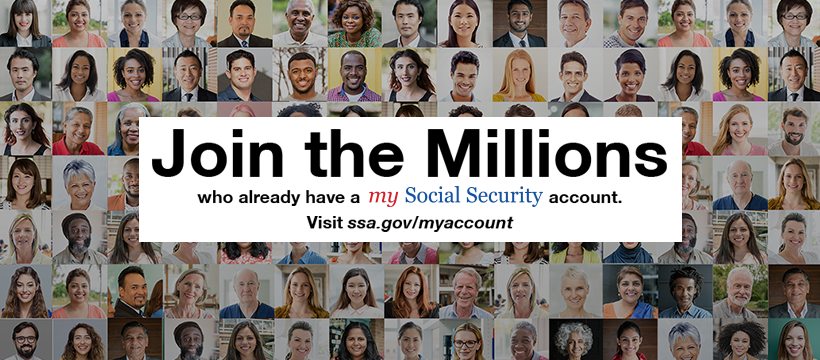 Join the Millions
who already have a my Social Security account.
Visit ssa.gov/myaccount